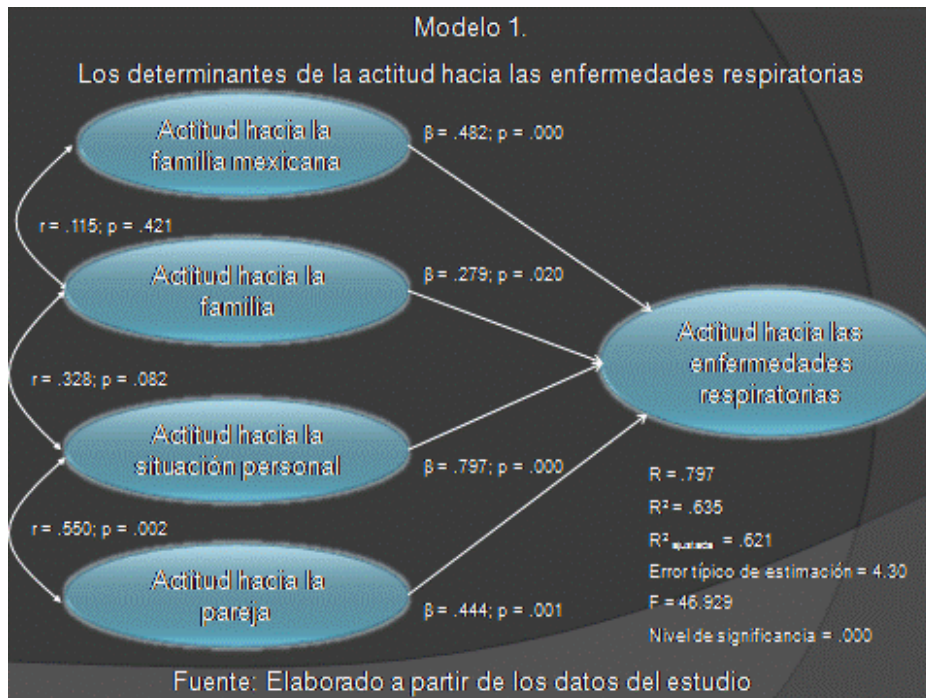 Modelo 1.
Los determinantes de la actitud hacia las enfermedades respiratorias
Actitud hacia la
familia mexicana
β = .482; p = .000
r = .115; p = .421
Actitud hacia la
familia
β = .279; p = .020
Actitud hacia las
enfermedades
respiratorias
r = .328; p = .082
Actitud hacia la
situación personal
β = .797; p = .000
r = .550; p = .002
Actitud hacia la
pareja
β = .444; p = .001
R = .797
R² = .635
R² ajustada = .621
Error típico de estimación = 4.30
F = 46.929
Nivel de significancia = .000
Fuente: Elaborado a partir de los datos del estudio